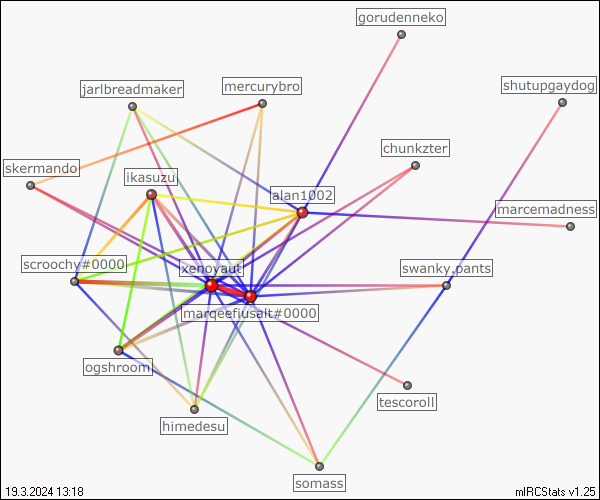 gorudenneko
jarlbreadmaker
mercurybro
shutupgaydog
chunkzter
skermando
ikasuzu
alan1002
marcemadness
scroochy#0000
xenoyaut
swanky.pants
marqeefiusalt#0000
ogshroom
tescoroll
himedesu
somass
19.3.2024 13:18
mIRCStats v1.25